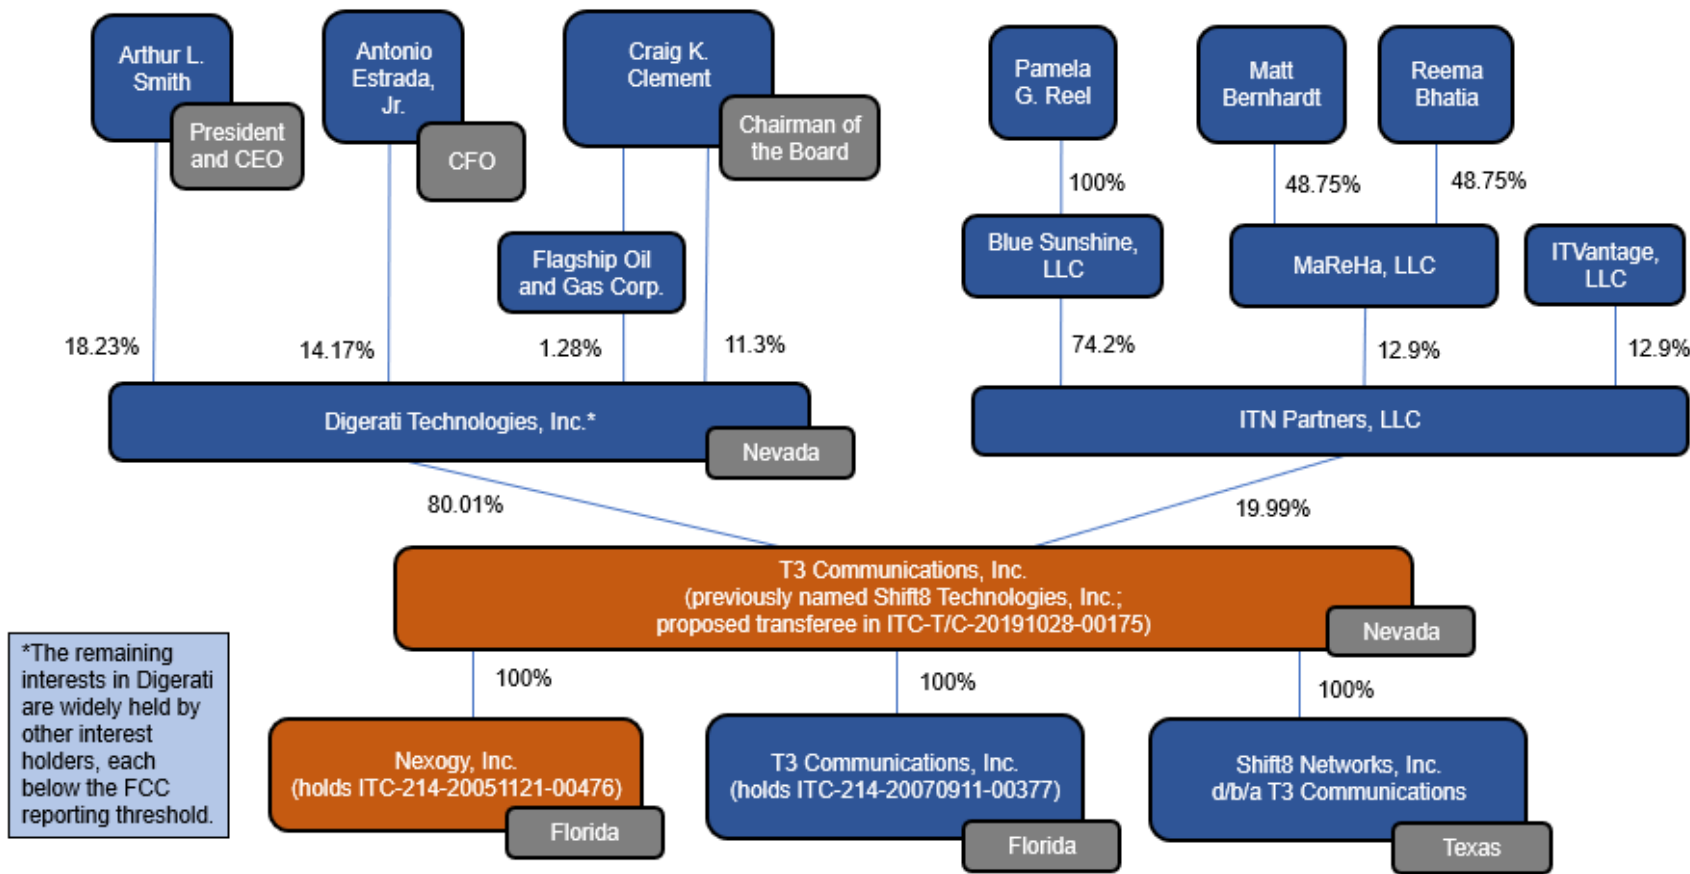 Arthur L.
Smith
President
and CEO
Antonio
Estrada,
Jr.
CFO
Craig K.
Clement
Chairman of
the Board
Pamela
G. Reel
Matt
Bernhardt
Reema
Bhatia
100%
48.75%
48.75%
Flagship Oil
and Gas Corp.
Blue Sunshine,
LLC
MaReHa, LLC
ITVantage,
LLC
18.23%
14.17%
1.28%
11.3%
74.2%
12.9%
12.9%
Digerati Technologies, Inc.*
Nevada
ITN Partners, LLC
80.01%
19.99%
T3 Communications, Inc.
(previously named Shift8 Technologies, Inc.;
proposed transferee in ITC-T/C-20191028-00175)
Nevada
*The remaining
interests in Digerati
are widely held by
other interest
holders, each
below the FCC
reporting threshold.
100%
100%
100%
Nexogy, Inc.
(holds ITC-214-20051121-00476)
Florida
T3 Communications, Inc.
(holds ITC-214-20070911-00377)
Florida
Shift8 Networks, Inc.
d/b/a T3 Communications
Texas